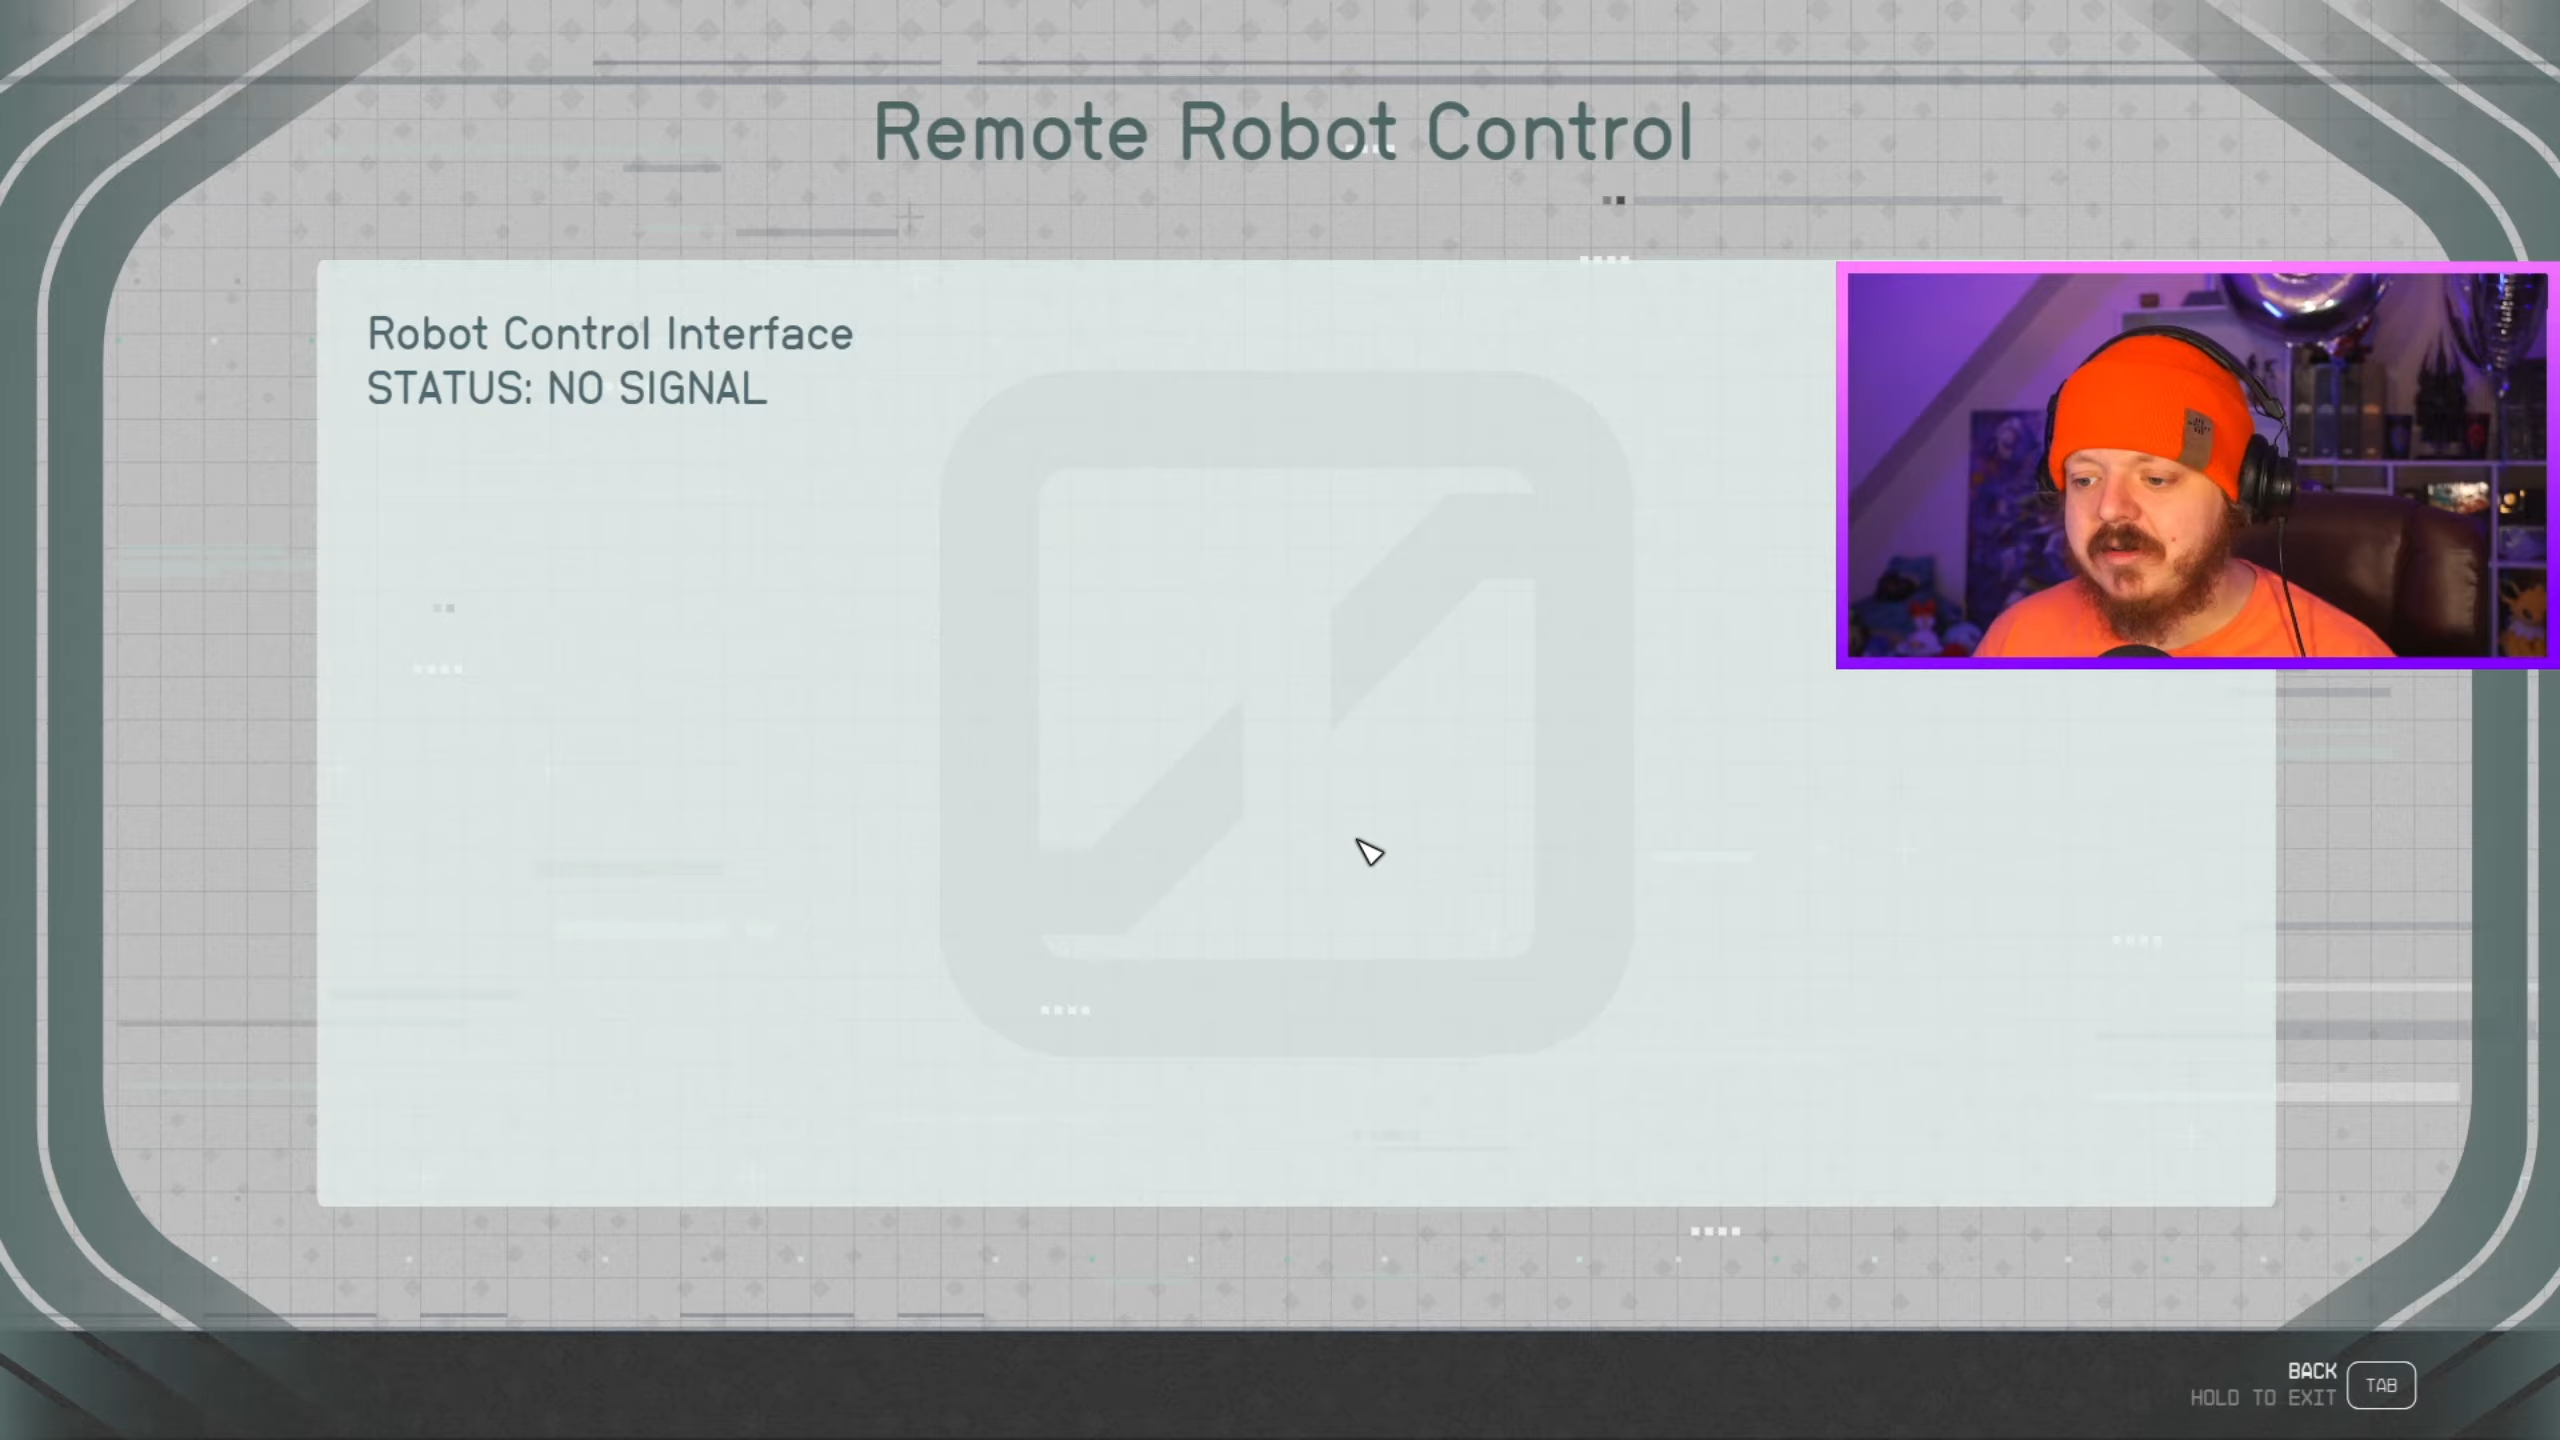 Remote Robot Control
Robot Control Interface
STATUS: NO SIGNAL
BACK
HOLD TO EXIT
TAB